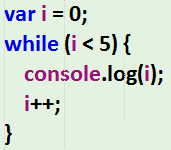 var i = 0;
while (i < 5) {
    console.log(i);
    i++;
}